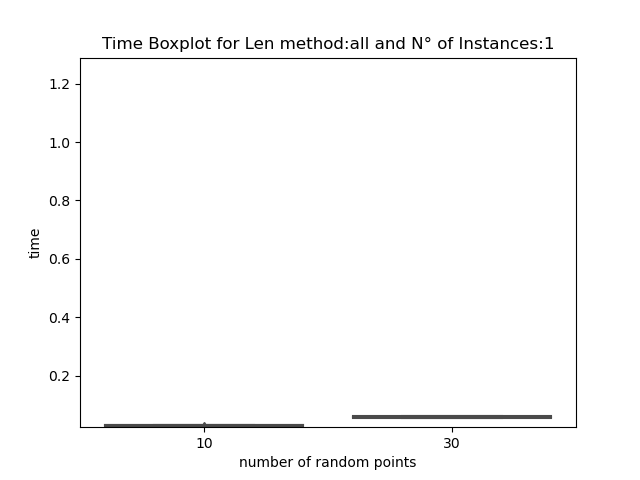 Time Boxplot for Len method:all and N° of Instances:1
1.2
1.0
0.8
0.6
0.4
0.2
time
10 30
number of random points